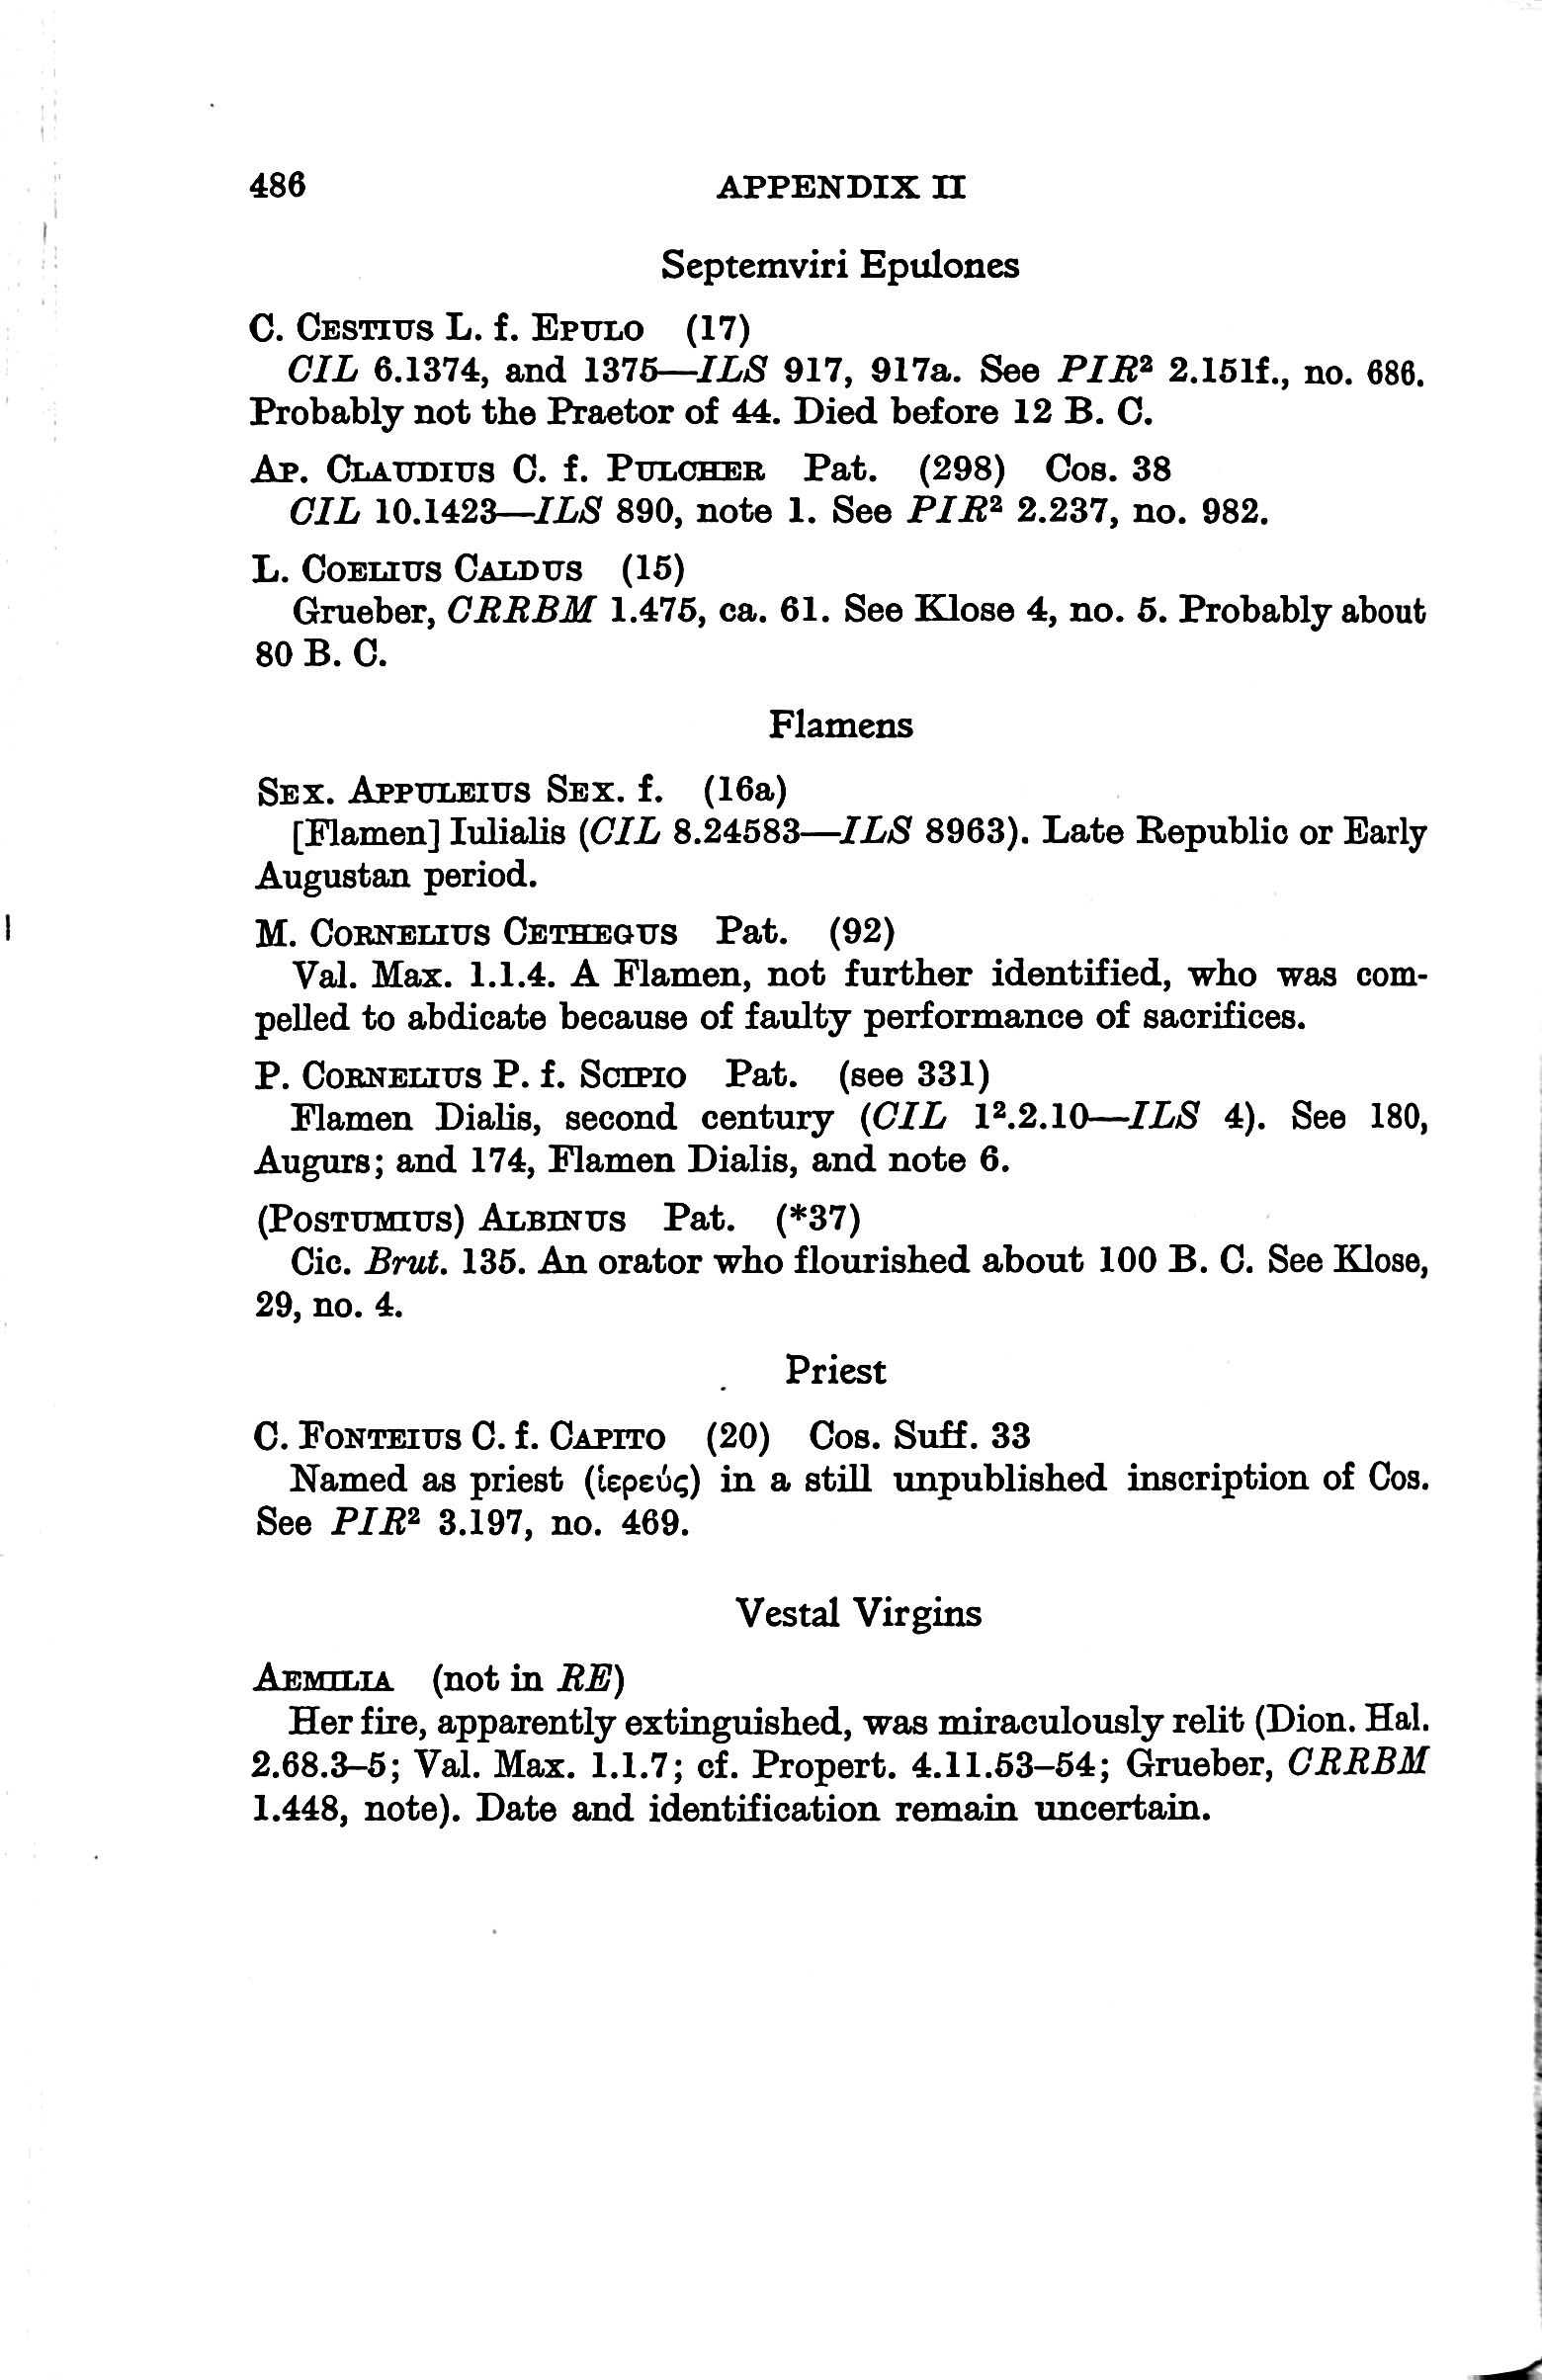 486 APPENDIX II
Septemviri Epulones
C. CESTIUS L. f. EPULO (17)
CIL 6.1374, and 1375—ILS 917, 917a. See PIR² 2.151f., no. 686.
Probably not the Praetor of 44. Died before 12 B. C.
AP. CLAUDIUS C. f. PULCHER Pat. (298) Cos. 38
CIL 10.1423—ILS 890, note 1. See PIR² 2.237, no. 982.
L. COELIUS CALDUS (15)
Grueber, CRRBM 1.475, ca. 61. See Klose 4, no. 5. Probably about
80 B. C.
Flamens
SEX. APPULEIUS SEX. f. (16a)
[Flamen] Iulialis (CIL 8.24583—ILS 8963). Late Republic or Early
Augustan period.
M. CORNELIUS CETHEGUS Pat. (92)
Val. Max. 1.1.4. A Flamen, not further identified, who was com-
pelled to abdicate because of faulty performance of sacrifices.
P. CORNELIUS P. f. SCIPIO Pat. (see 331)
Flamen Dialis, second century (CIL 1².2.10—ILS 4). See 180,
Augurs; and 174, Flamen Dialis, and note 6.
(POSTUMIUS) ALBINUS Pat. (*37)
Cic. Brut. 135. An orator who flourished about 100 B. C. See Klose,
29, no. 4.
Priest
C. FONTEIUS C. f. CAPITO (20) Cos. Suff. 33
Named as priest (ἱερεύς) in a still unpublished inscription of Cos.
See PIR² 3.197, no. 469.
Vestal Virgins
AEMILIA (not in RE)
Her fire, apparently extinguished, was miraculously relit (Dion. Hal.
2.68.3–5; Val. Max. 1.1.7; cf. Propert. 4.11.53–54; Grueber, CRRBM
1.448, note). Date and identification remain uncertain.